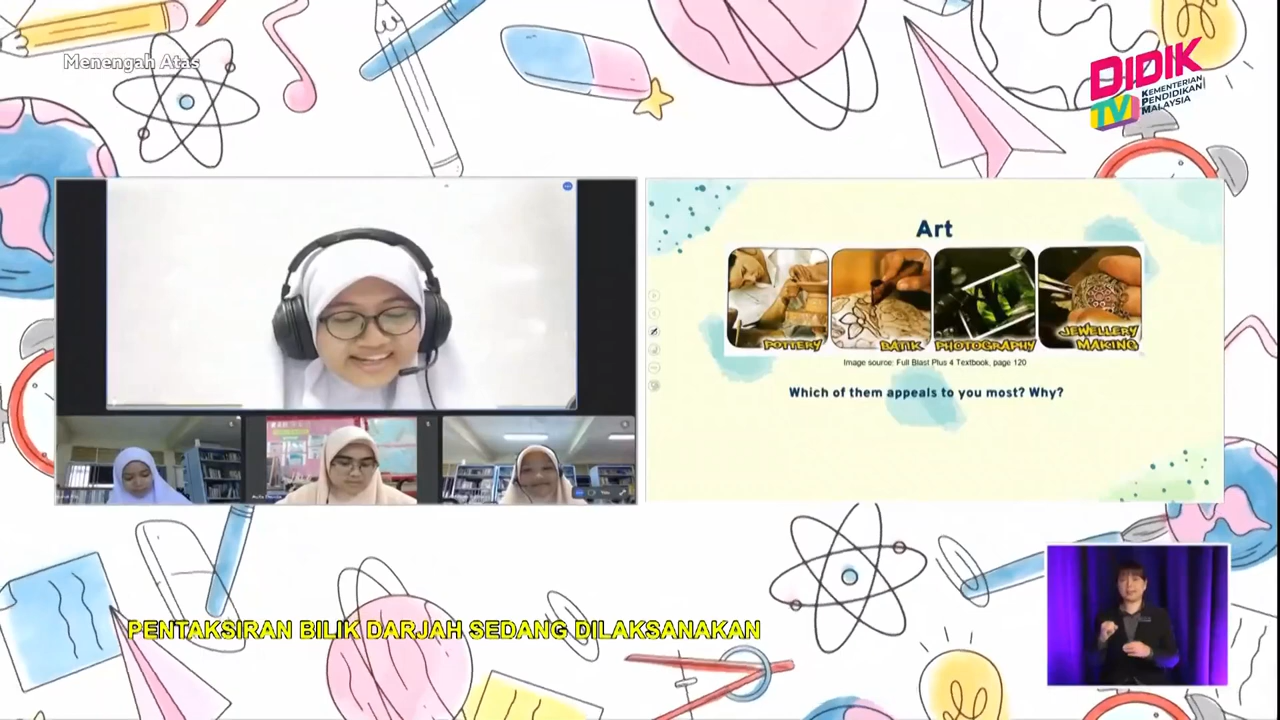 Menengah Atas
DIDIK
TV
KEMENTERIAN
PENDIDIKAN
MALAYSIA
Art
POTTERY
BATIK
PHOTOGRAPHY
JEWELLERY
MAKING
Image source: Full Blast Plus 4 Textbook, page 120
Which of them appeals to you most? Why?
PENTAKSIRAN BILIK DARJAH SEDANG DILAKSANAKAN